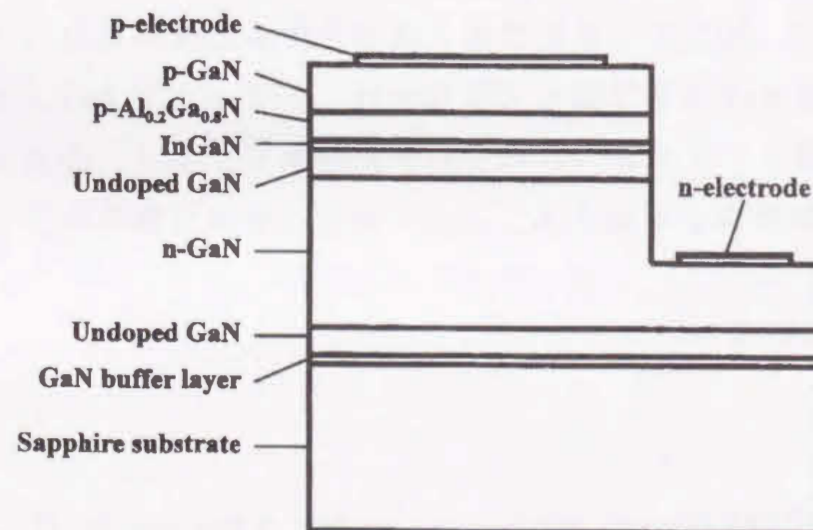 p-electrode
p-GaN
p-Al₀.₂Ga₀.₈N
InGaN
Undoped GaN
n-electrode
n-GaN
Undoped GaN
GaN buffer layer
Sapphire substrate